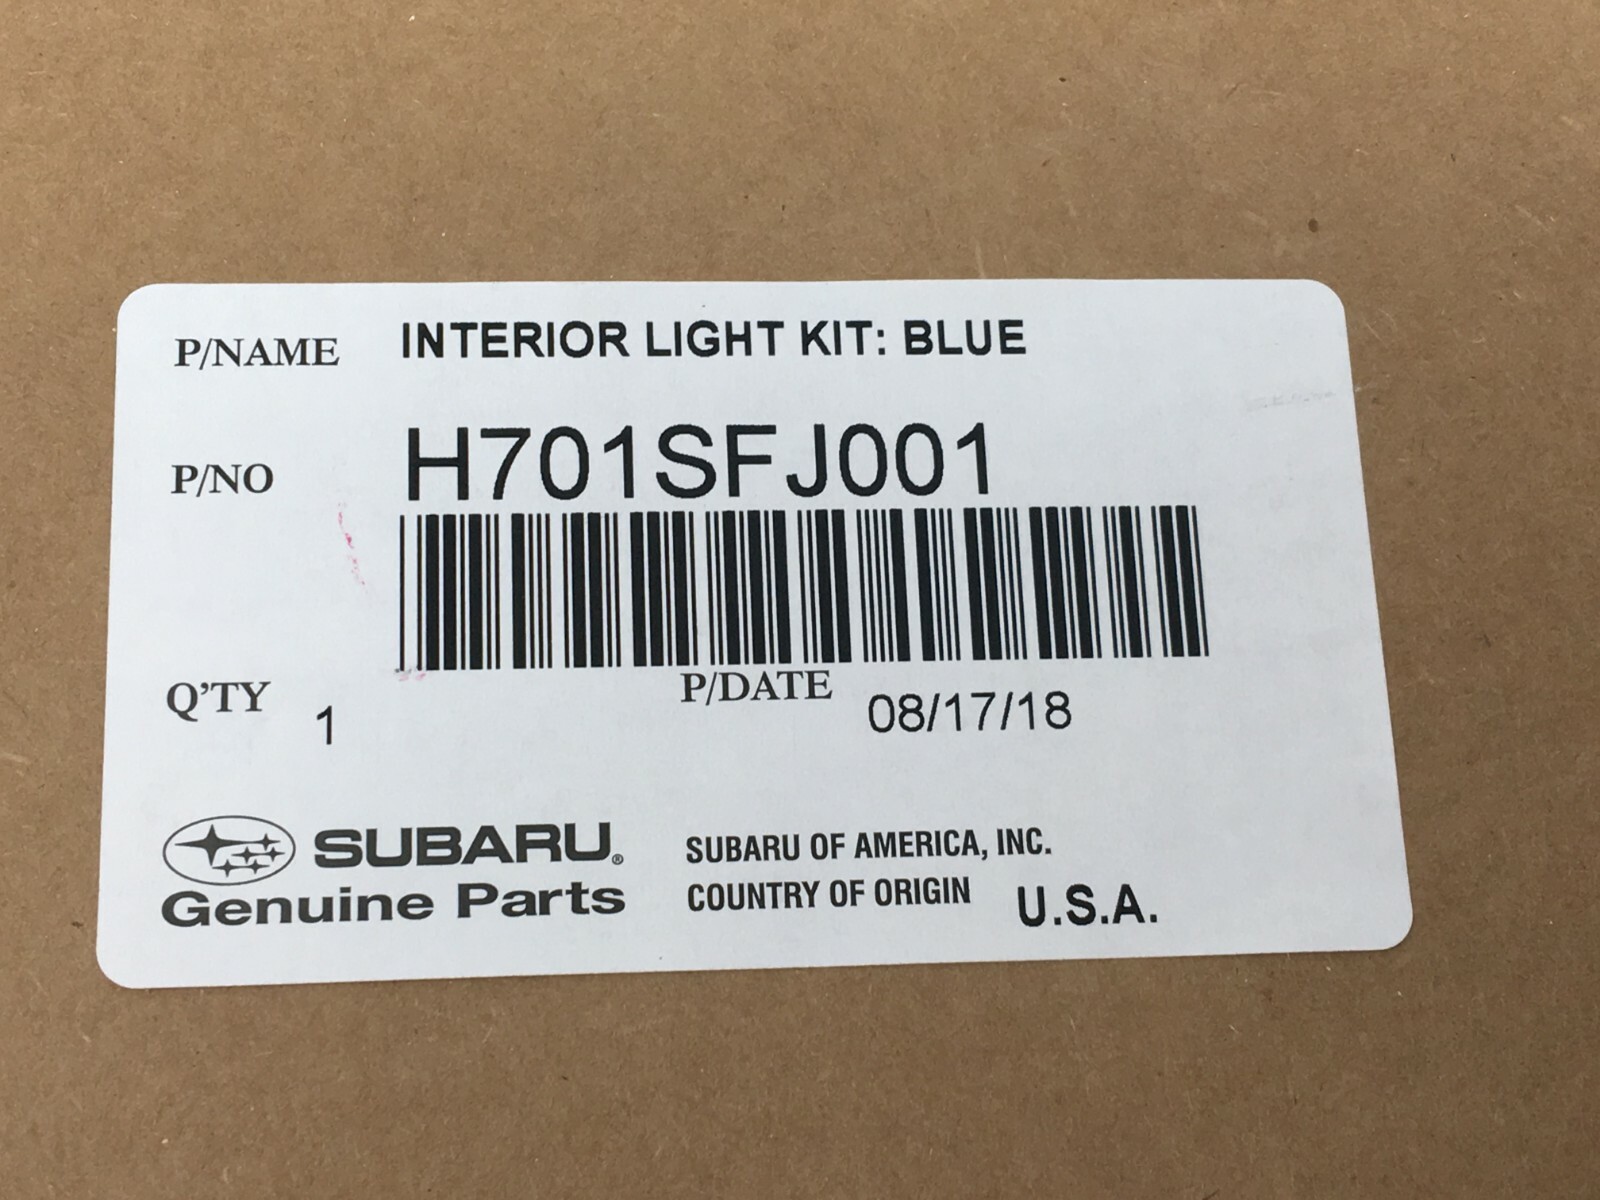 P/NAME INTERIOR LIGHT KIT: BLUE
P/NO H701SFJ001
Q'TY 1 P/DATE 08/17/18
SUBARU® SUBARU OF AMERICA, INC.
Genuine Parts COUNTRY OF ORIGIN U.S.A.